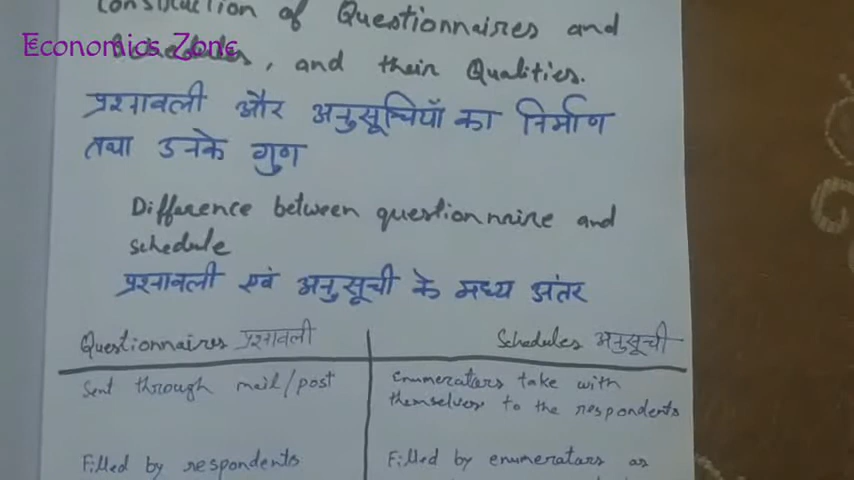 Construction of Questionnaires and
Economics Zone
Schedules, and their Qualities.
प्रश्नावली और अनुसूचियों का निर्माण
तथा उनके गुण
Difference between questionnaire and
schedule
प्रश्नावली एवं अनुसूची के मध्य अंतर
Questionnaires प्रश्नावली
Schedules अनुसूची
Sent through mail/post
Enumerators take with
themselves to the respondents
Filled by respondents
Filled by enumerators as